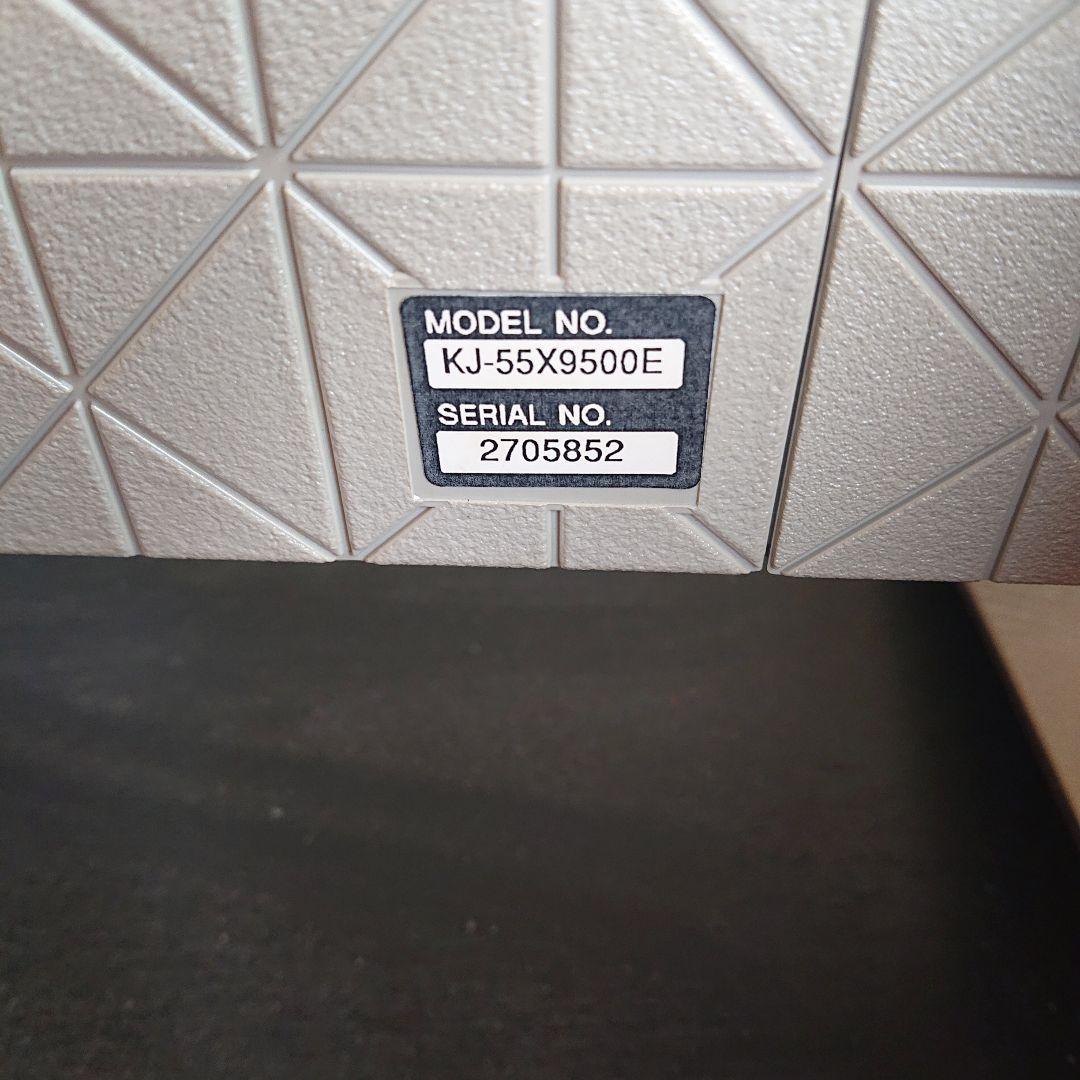 MODEL NO.
KJ-55X9500E
SERIAL NO.
2705852